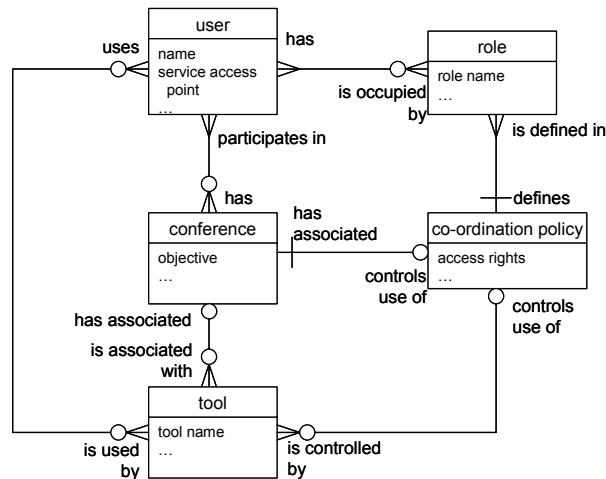 user
name
service access
point
…
uses
has
role
role name
…
is occupied
by
is defined in
participates in
has
defines
conference
objective
…
has
associated
co-ordination policy
access rights
…
controls
use of
controls
use of
has associated
is associated
with
tool
tool name
…
is used
by
is controlled
by